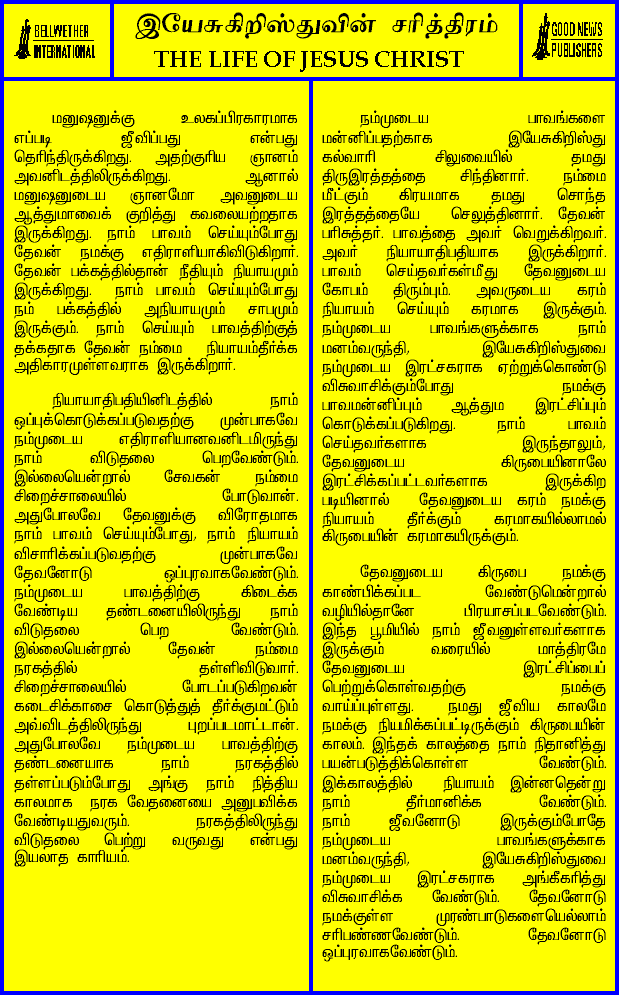 BELLWETHER
INTERNATIONAL
இயேசுகிறிஸ்துவின் சரித்திரம்
THE LIFE OF JESUS CHRIST
GOOD NEWS
PUBLISHERS
மனுஷனுக்கு உலகப்பிரகாரமாக
எப்படி ஜீவிப்பது என்பது
தெரிந்திருக்கிறது. அதற்குரிய ஞானம்
அவனிடத்திலிருக்கிறது. ஆனால்
மனுஷனுடைய ஞானமோ அவனுடைய
ஆத்துமாவைக் குறித்து கவலையற்றதாக
இருக்கிறது. நாம் பாவம் செய்யும்போது
தேவன் நமக்கு எதிராளியாகிவிடுகிறார்.
தேவன் பக்கத்தில்தான் நீதியும் நியாயமும்
இருக்கிறது. நாம் பாவம் செய்யும்போது
நம் பக்கத்தில் அநியாயமும் சாபமும்
இருக்கும். நாம் செய்யும் பாவத்திற்குத்
தக்கதாக தேவன் நம்மை நியாயம்தீர்க்க
அதிகாரமுள்ளவராக இருக்கிறார்.
நியாயாதிபதியினிடத்தில் நாம்
ஒப்புக்கொடுக்கப்படுவதற்கு முன்பாகவே
நம்முடைய எதிராளியானவனிடமிருந்து
நாம் விடுதலை பெறவேண்டும்.
இல்லையென்றால் சேவகன் நம்மை
சிறைச்சாலையில் போடுவான்.
அதுபோலவே தேவனுக்கு விரோதமாக
நாம் பாவம் செய்யும்போது, நாம் நியாயம்
விசாரிக்கப்படுவதற்கு முன்பாகவே
தேவனோடு ஒப்புரவாகவேண்டும்.
நம்முடைய பாவத்திற்கு கிடைக்க
வேண்டிய தண்டனையிலிருந்து நாம்
விடுதலை பெற வேண்டும்.
இல்லையென்றால் தேவன் நம்மை
நரகத்தில் தள்ளிவிடுவார்.
சிறைச்சாலையில் போடப்படுகிறவன்
கடைசிக்காசை கொடுத்துத் தீர்க்குமட்டும்
அவ்விடத்திலிருந்து புறப்படமாட்டான்.
அதுபோலவே நம்முடைய பாவத்திற்கு
தண்டனையாக நாம் நரகத்தில்
தள்ளப்படும்போது அங்கு நாம் நித்திய
காலமாக நரக வேதனையை அனுபவிக்க
வேண்டியதுவரும். நரகத்திலிருந்து
விடுதலை பெற்று வருவது என்பது
இயலாத காரியம்.
நம்முடைய பாவங்களை
மன்னிப்பதற்காக இயேசுகிறிஸ்து
கல்வாரி சிலுவையில் தமது
திருஇரத்தத்தை சிந்தினார். நம்மை
மீட்கும் கிரயமாக தமது சொந்த
இரத்தத்தையே செலுத்தினார். தேவன்
பரிசுத்தர். பாவத்தை அவர் வெறுக்கிறவர்.
அவர் நியாயாதிபதியாக இருக்கிறார்.
பாவம் செய்தவர்கள்மீது தேவனுடைய
கோபம் திரும்பும். அவருடைய கரம்
நியாயம் செய்யும் கரமாக இருக்கும்.
நம்முடைய பாவங்களுக்காக நாம்
மனம்வருந்தி, இயேசுகிறிஸ்துவை
நம்முடைய இரட்சகராக ஏற்றுக்கொண்டு
விசுவாசிக்கும்போது நமக்கு
பாவமன்னிப்பும் ஆத்தும இரட்சிப்பும்
கொடுக்கப்படுகிறது. நாம் பாவம்
செய்தவர்களாக இருந்தாலும்,
தேவனுடைய கிருபையினாலே
இரட்சிக்கப்பட்டவர்களாக இருக்கிற
படியினால் தேவனுடைய கரம் நமக்கு
நியாயம் தீர்க்கும் கரமாகயில்லாமல்
கிருபையின் கரமாகயிருக்கும்.
தேவனுடைய கிருபை நமக்கு
காண்பிக்கப்பட வேண்டுமென்றால்
வழியில்தானே பிரயாசப்படவேண்டும்.
இந்த பூமியில் நாம் ஜீவனுள்ளவர்களாக
இருக்கும் வரையில் மாத்திரமே
தேவனுடைய இரட்சிப்பைப்
பெற்றுக்கொள்வதற்கு நமக்கு
வாய்ப்புள்ளது. நமது ஜீவிய காலமே
நமக்கு நியமிக்கப்பட்டிருக்கும் கிருபையின்
காலம். இந்தக் காலத்தை நாம் நிதானித்து
பயன்படுத்திக்கொள்ள வேண்டும்.
இக்காலத்தில் நியாயம் இன்னதென்று
நாம் தீர்மானிக்க வேண்டும்.
நாம் ஜீவனோடு இருக்கும்போதே
நம்முடைய பாவங்களுக்காக
மனம்வருந்தி, இயேசுகிறிஸ்துவை
நம்முடைய இரட்சகராக அங்கீகரித்து
விசுவாசிக்க வேண்டும். தேவனோடு
நமக்குள்ள முரண்பாடுகளையெல்லாம்
சரிபண்ணவேண்டும். தேவனோடு
ஒப்புரவாகவேண்டும்.